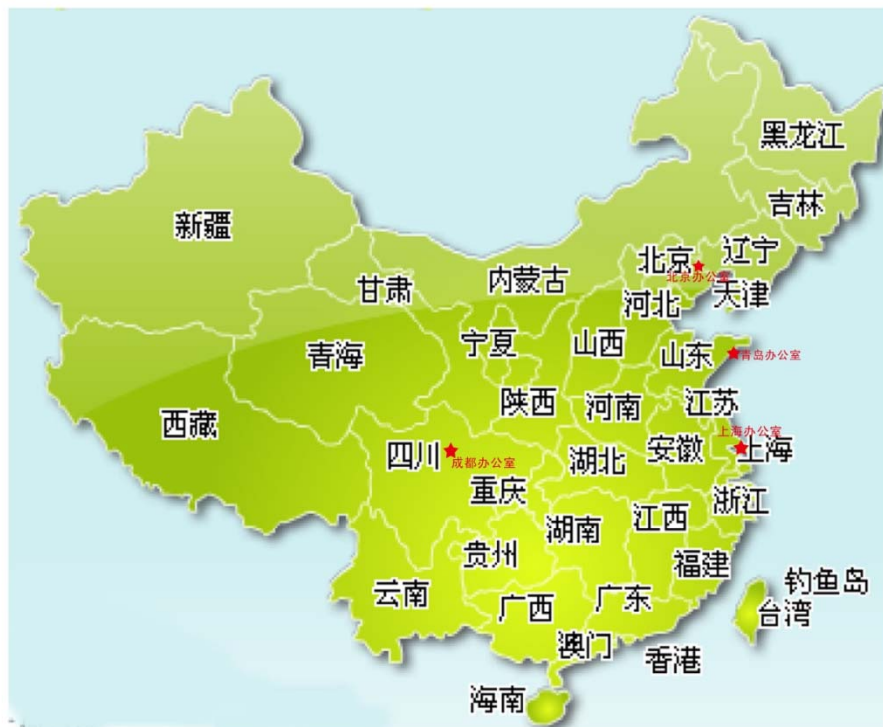 黑龙江
吉林
新疆
辽宁
北京
北京办公室
内蒙古
甘肃
天津
河北
宁夏
山西
青海
山东
青岛办公室
陕西
河南
江苏
西藏
上海办公室
四川
成都办公室
湖北
安徽
上海
重庆
浙江
江西
湖南
贵州
福建
钓鱼岛
云南
广西
广东
台湾
澳门
香港
海南